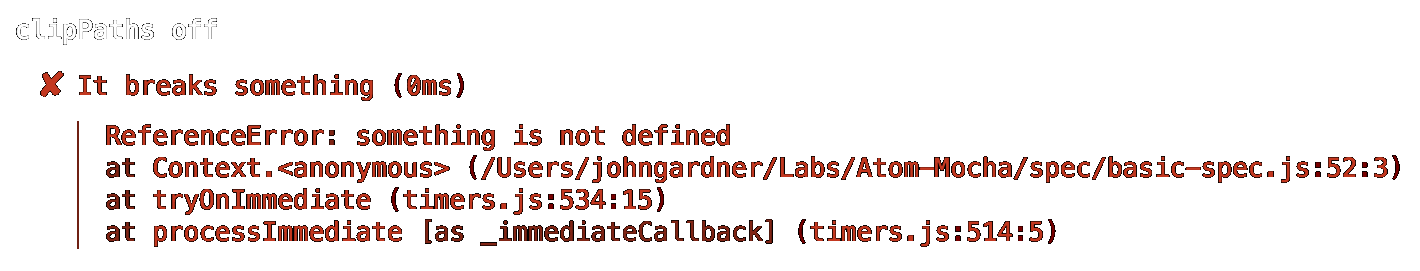 clipPaths off
✘ It breaks something (0ms)
ReferenceError: something is not defined
at Context.<anonymous> (/Users/johngardner/Labs/Atom-Mocha/spec/basic-spec.js:52:3)
at tryOnImmediate (timers.js:534:15)
at processImmediate [as _immediateCallback] (timers.js:514:5)